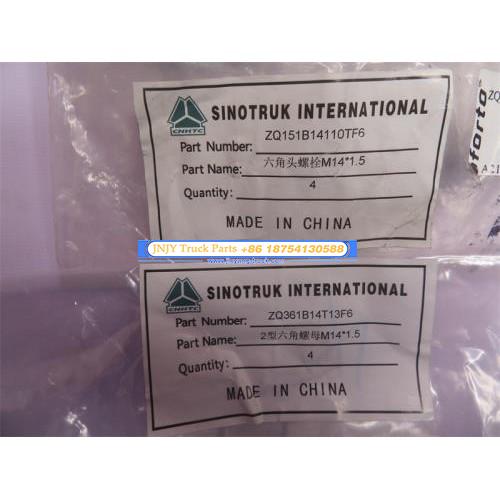 CNHTC
SINOTRUK INTERNATIONAL
Part Number: ZQ151B14110TF6
Part Name: 六角头螺栓M14*1.5
Quantity: 4
MADE IN CHINA
JNJY Truck Parts +86 18754130588
CNHTC
SINOTRUK INTERNATIONAL
Part Number: ZQ361B14T13F6
Part Name: 2型六角螺母M14*1.5
Quantity: 4
MADE IN CHINA
ZQ
forto